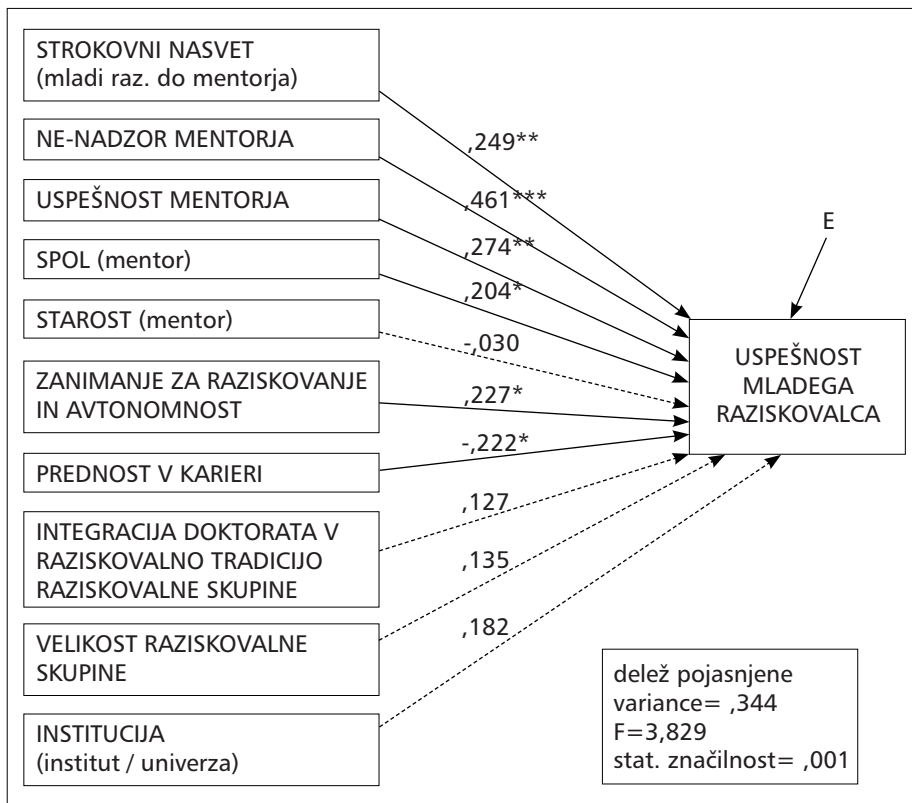 STROKOVNI NASVET
(mladi raz. do mentorja)
NE-NADZOR MENTORJA
USPEŠNOST MENTORJA
SPOL (mentor)
STAROST (mentor)
ZANIMANJE ZA RAZISKOVANJE
IN AVTONOMNOST
PREDNOST V KARIERI
INTEGRACIJA DOKTORATA V
RAZISKOVALNO TRADICIJO
RAZISKOVALNE SKUPINE
VELIKOST RAZISKOVALNE
SKUPINE
INSTITUCIJA
(institut / univerza)
,249**
,461***
,274**
,204*
-,030
,227*
-,222*
,127
,135
,182
E
USPEŠNOST
MLADEGA
RAZISKOVALCA
delež pojasnjene
variance= ,344
F=3,829
stat. značilnost= ,001